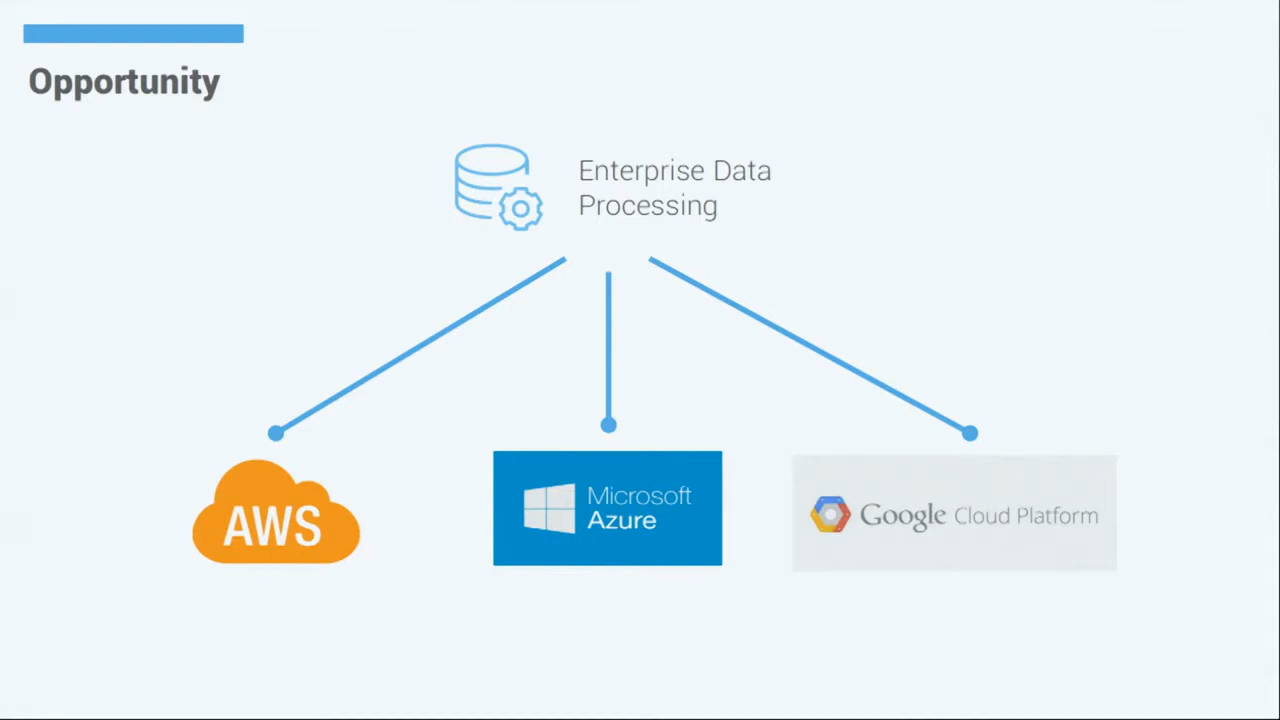 Opportunity
Enterprise Data
Processing
AWS
Microsoft
Azure
Google Cloud Platform